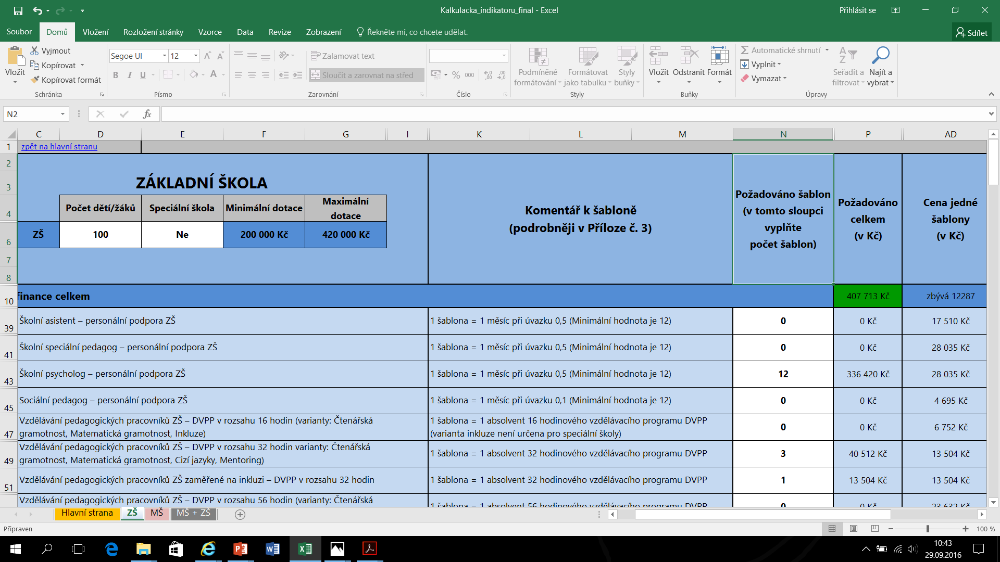 Kalkulacka_indikatoru_final - Excel
Přihlásit se
Soubor
Domů
Vložení
Rozložení stránky
Vzorce
Data
Revize
Zobrazení
Řekněte mi, co chcete udělat.
Sdílet
Vložit
Vyjmout
Kopírovat
Kopírovat formát
Schránka
Segoe UI
12
B I U
Písmo
Zalamovat text
Sloučit a zarovnat na střed
Zarovnání
% 000
Číslo
Podmíněné formátování
Formátovat jako tabulku
Styly buňky
Styly
Vložit
Odstranit
Formát
Buňky
Automatické shrnutí
Vyplnit
Vymazat
Seřadit a filtrovat
Najít a vybrat
Úpravy
N2
fx
C D E F G I K L M N P AD
1
zpět na hlavní stranu
2
3
ZÁKLADNÍ ŠKOLA
4
Počet dětí/žáků
Speciální škola
Minimální dotace
Maximální
dotace
6
ZŠ
100
Ne
200 000 Kč
420 000 Kč
7
8
Komentář k šabloně
(podrobněji v Příloze č. 3)
Požadováno šablon
(v tomto sloupci
vyplňte
počet šablon)
Požadováno
celkem
(v Kč)
Cena jedné
šablony
(v Kč)
10
finance celkem
407 713 Kč
zbývá 12287
39
Školní asistent – personální podpora ZŠ
1 šablona = 1 měsíc při úvazku 0,5 (Minimální hodnota je 12)
0
0 Kč
17 510 Kč
41
Školní speciální pedagog – personální podpora ZŠ
1 šablona = 1 měsíc při úvazku 0,5 (Minimální hodnota je 12)
0
0 Kč
28 035 Kč
43
Školní psycholog – personální podpora ZŠ
1 šablona = 1 měsíc při úvazku 0,5 (Minimální hodnota je 12)
12
336 420 Kč
28 035 Kč
45
Sociální pedagog – personální podpora ZŠ
1 šablona = 1 měsíc při úvazku 0,1 (Minimální hodnota je 12)
0
0 Kč
4 695 Kč
47
Vzdělávání pedagogických pracovníků ZŠ – DVPP v rozsahu 16 hodin (varianty: Čtenářská
gramotnost, Matematická gramotnost, Inkluze)
1 šablona = 1 absolvent 16 hodinového vzdělávacího programu DVPP
(varianta inkluze není určena pro speciální školy)
0
0 Kč
6 752 Kč
49
Vzdělávání pedagogických pracovníků ZŠ – DVPP v rozsahu 32 hodin varianty: Čtenářská
gramotnost, Matematická gramotnost, Cizí jazyky, Mentoring)
1 šablona = 1 absolvent 32 hodinového vzdělávacího programu DVPP
3
40 512 Kč
13 504 Kč
51
Vzdělávání pedagogických pracovníků ZŠ zaměřené na inkluzi – DVPP v rozsahu 32 hodin
1 šablona = 1 absolvent 32 hodinového vzdělávacího programu DVPP
1
13 504 Kč
13 504 Kč
Vzdělávání pedagogických pracovníků ZŠ – DVPP v rozsahu 56 hodin (varianty: Čtenářská
1 šablona = 1 absolvent 56 hodinového vzdělávacího programu DVPP
0
0 Kč
23 632 Kč
Hlavní strana
ZŠ
MŠ
MŠ + ZŠ
Připraven
100 %
10:43
29.09.2016